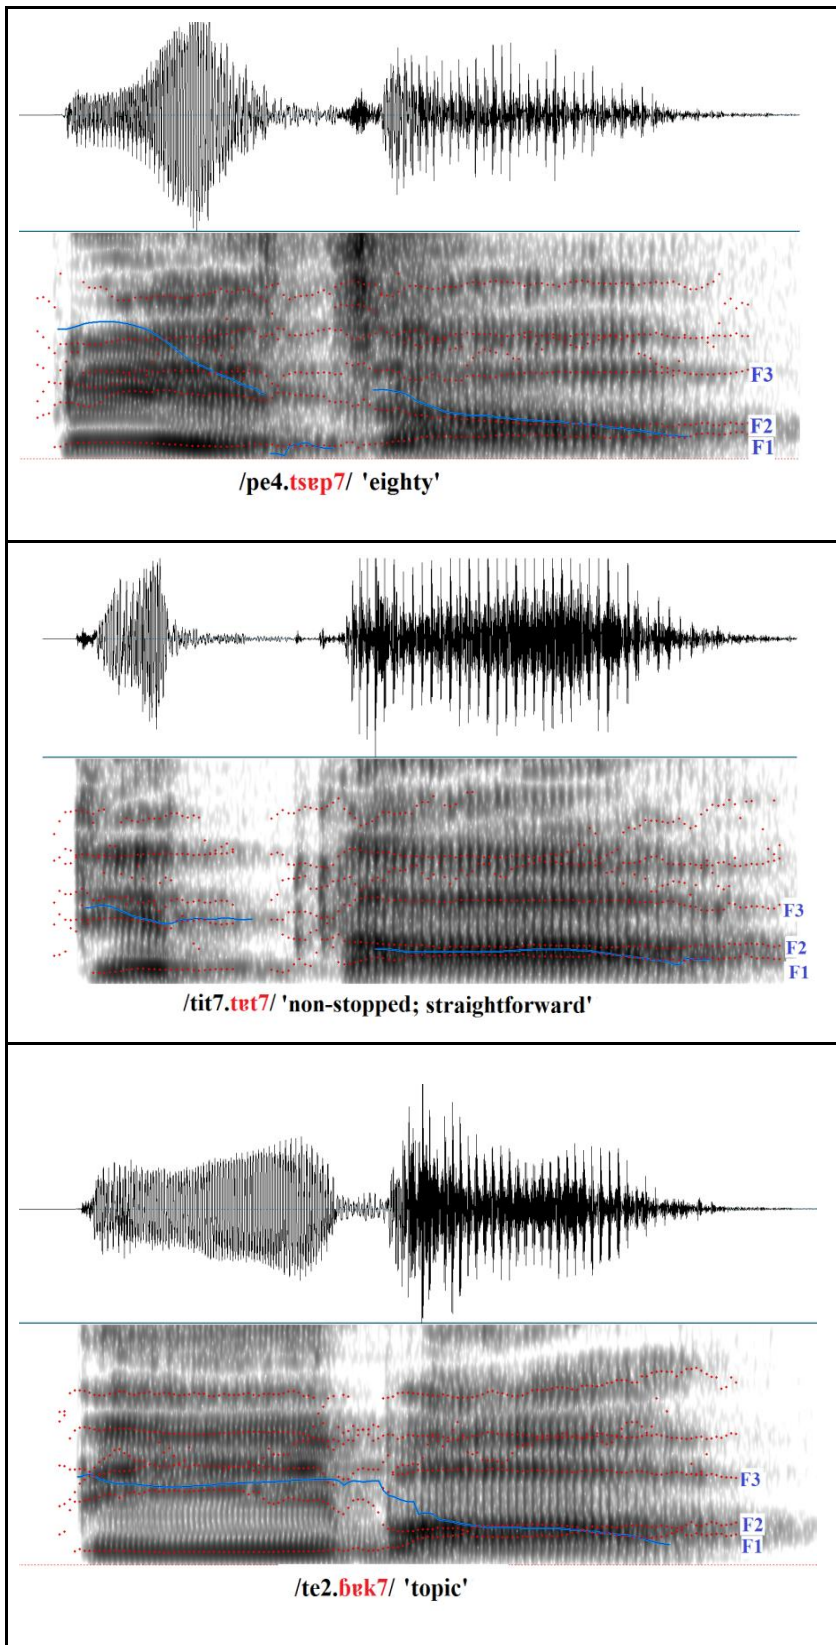 F3
F2
F1
/pe4.tsɐp7/ 'eighty'
F3
F2
F1
/tit7.tɐt7/ 'non-stopped; straightforward'
F3
F2
F1
/te2.ɓɐk7/ 'topic'